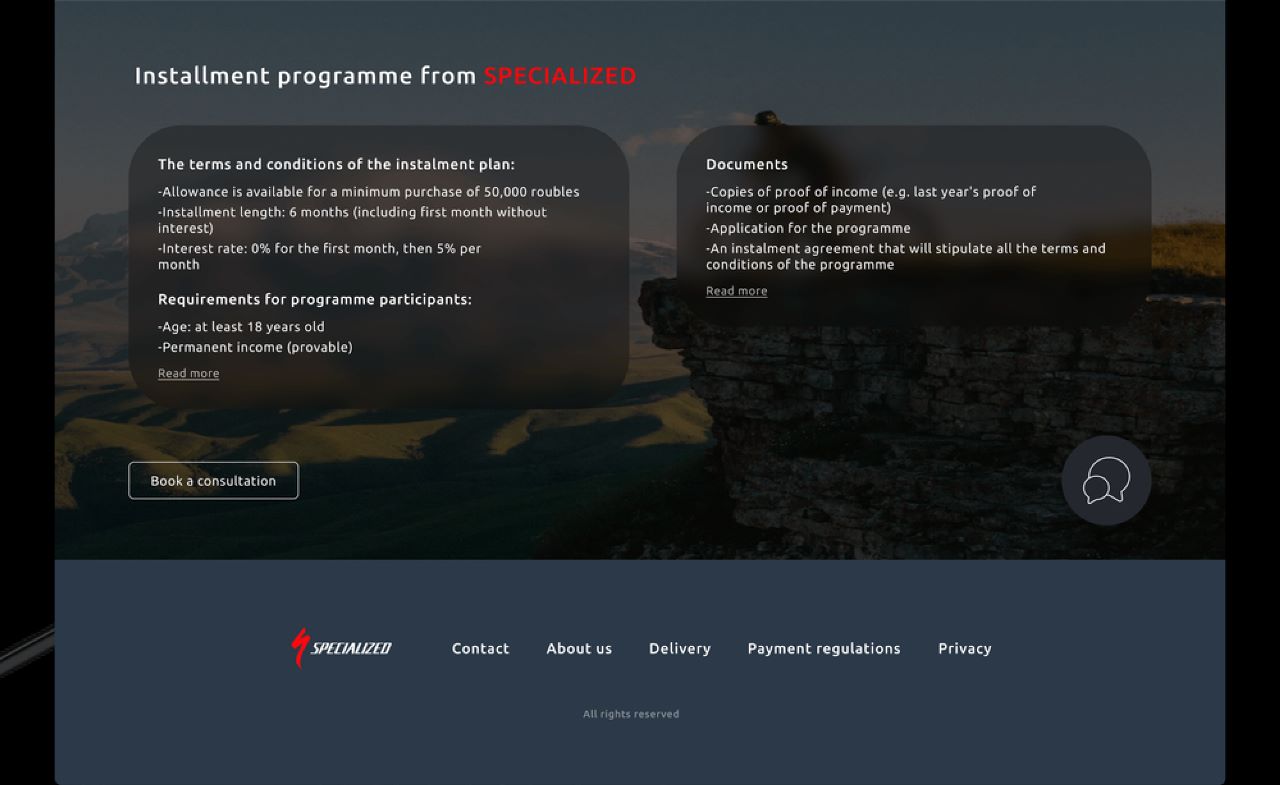 Installment programme from SPECIALIZED
The terms and conditions of the instalment plan:
-Allowance is available for a minimum purchase of 50,000 roubles
-Installment length: 6 months (including first month without
interest)
-Interest rate: 0% for the first month, then 5% per
month
Requirements for programme participants:
-Age: at least 18 years old
-Permanent income (provable)
Read more
Documents
-Copies of proof of income (e.g. last year's proof of
income or proof of payment)
-Application for the programme
-An instalment agreement that will stipulate all the terms and
conditions of the programme
Read more
Book a consultation
SPECIALIZED
Contact
About us
Delivery
Payment regulations
Privacy
All rights reserved